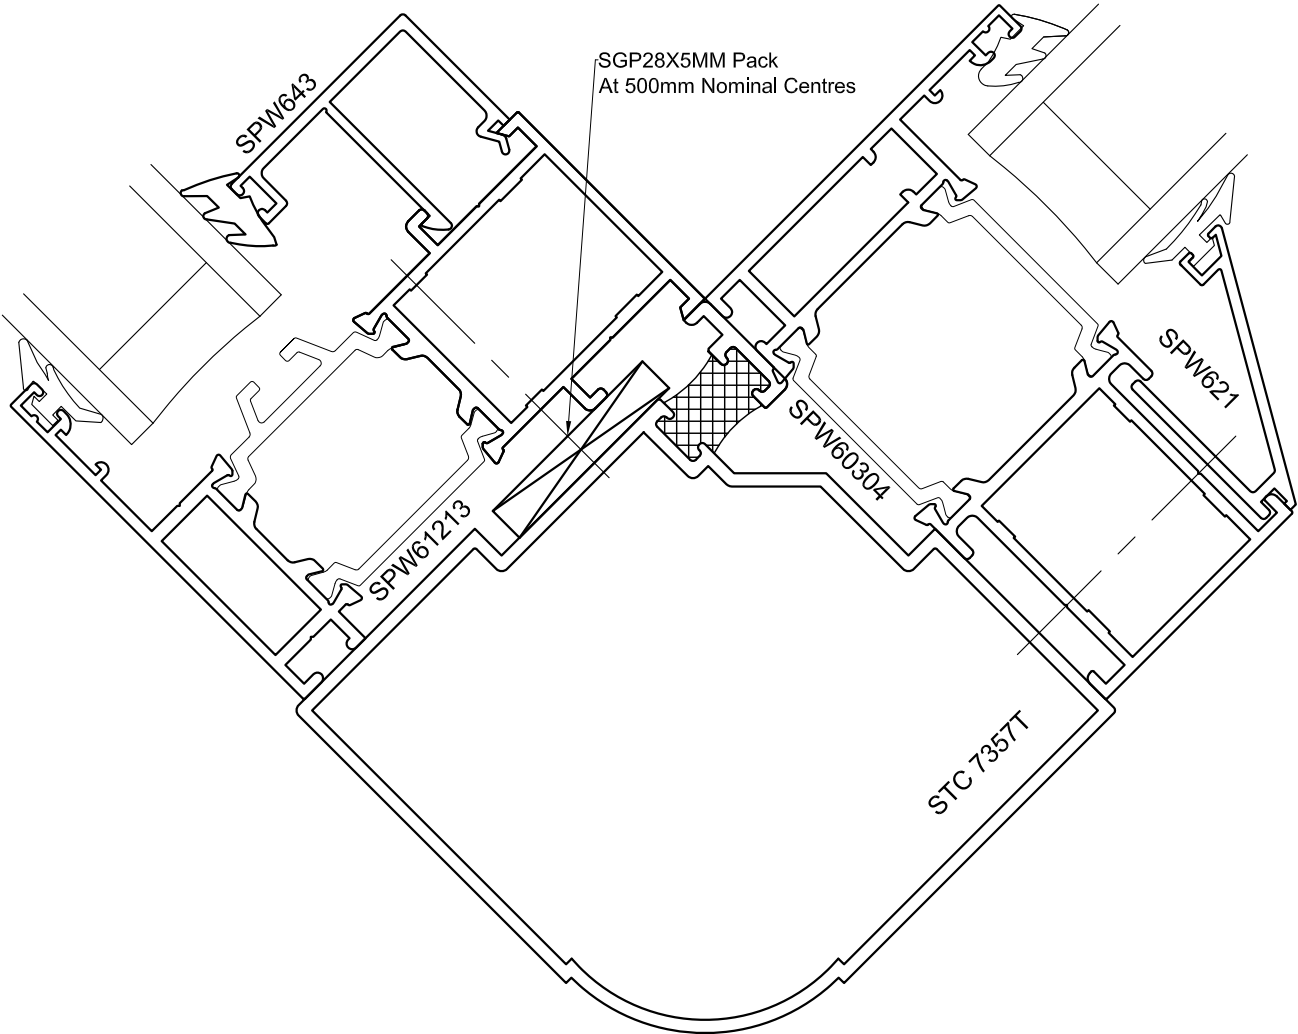 SGP28X5MM Pack
At 500mm Nominal Centres
SPW643
SPW621
SPW60304
SPW61213
STC 7357T